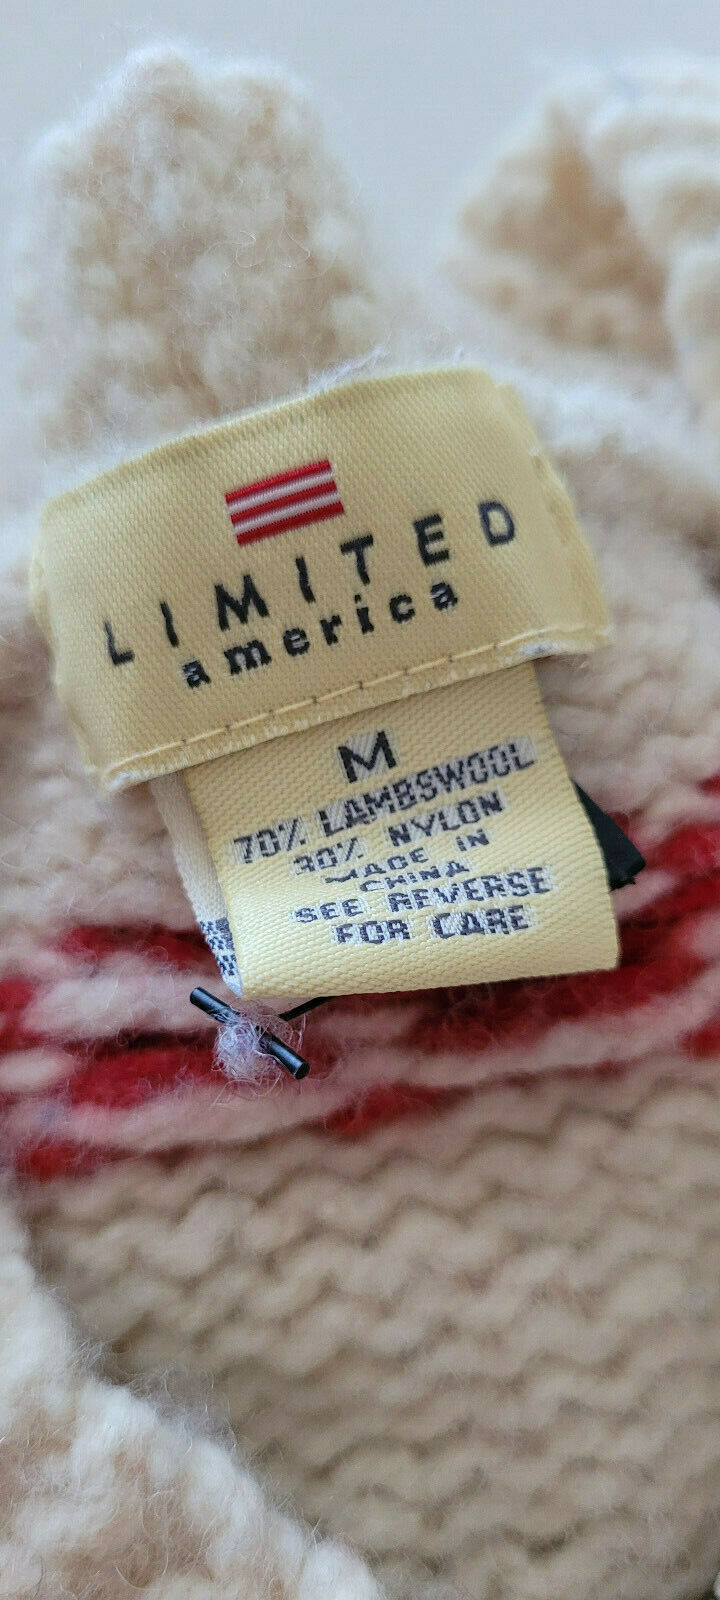 LIMITED
america
M
70% LAMBSWOOL
30% NYLON
MADE IN
CHINA
SEE REVERSE
FOR CARE